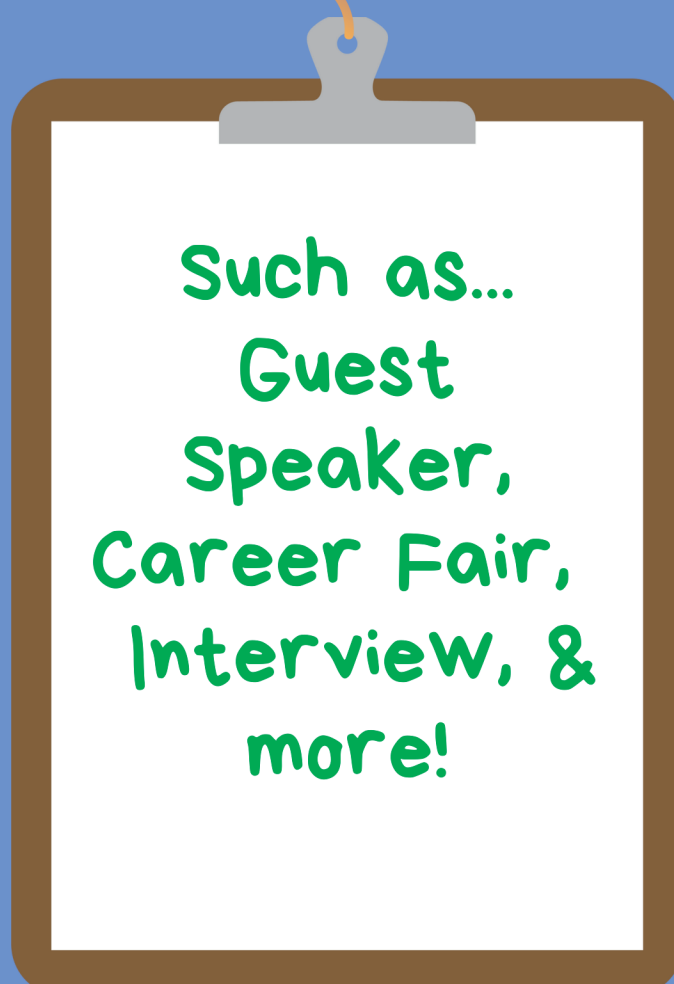 Such as...
Guest
Speaker,
Career Fair,
Interview, &
more!